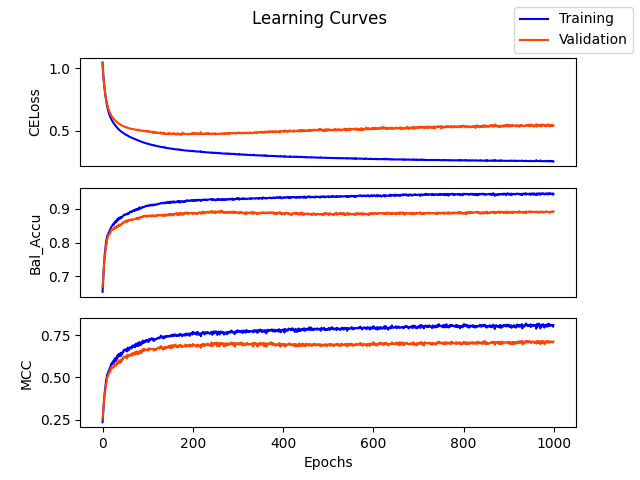 Learning Curves
Training
Validation
1.0
0.5
CELoss
0.9
0.8
0.7
Bal_Accu
0.75
0.50
0.25
MCC
0 200 400 600 800 1000
Epochs